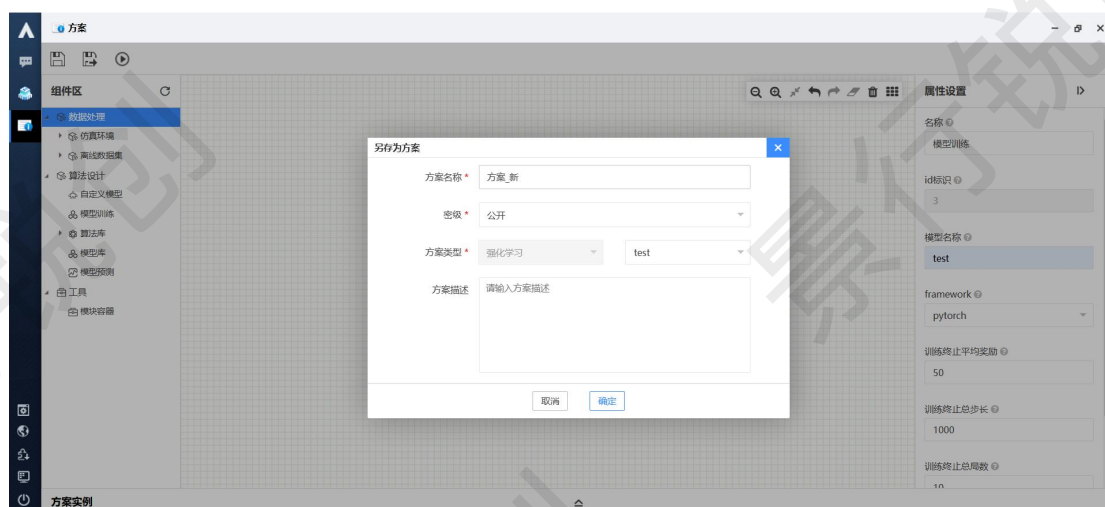 方案
组件区
数据处理
仿真环境
离线数据集
算法设计
自定义模型
模型训练
算法库
模型库
模型预测
工具
模块容器
另存为方案
方案名称 *
方案_新
密级 *
公开
方案类型 *
强化学习
test
方案描述
请输入方案描述
取消
确定
属性设置
名称
模型训练
id标识
3
模型名称
test
framework
pytorch
训练终止平均奖励
50
训练终止总步长
1000
训练终止总局数
10
方案实例
景行锐创